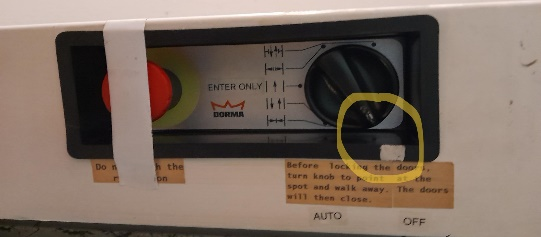 ENTER ONLY
DORMA
Do n h the
r on
Before locking the doors,
turn knob to point at the
spot and walk away. The doors
will then close.
AUTO
OFF